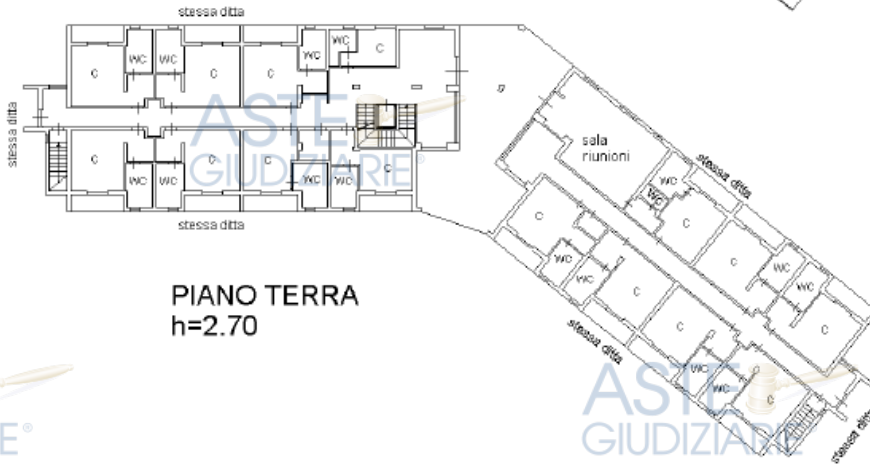 stessa ditta
WC
WC
WC
WC
C
C
C
C
stessa ditta
ASTE
GIUDIZIARIE®
C
C
C
C
WC
WC
WC
WC
stessa ditta
sala
riunioni
stessa ditta
WC
WC
C
C
C
WC
WC
WC
WC
C
C
C
stessa ditta
WC
WC
C
stessa ditta
PIANO TERRA
h=2.70
ASTE
GIUDIZIARIE
E®